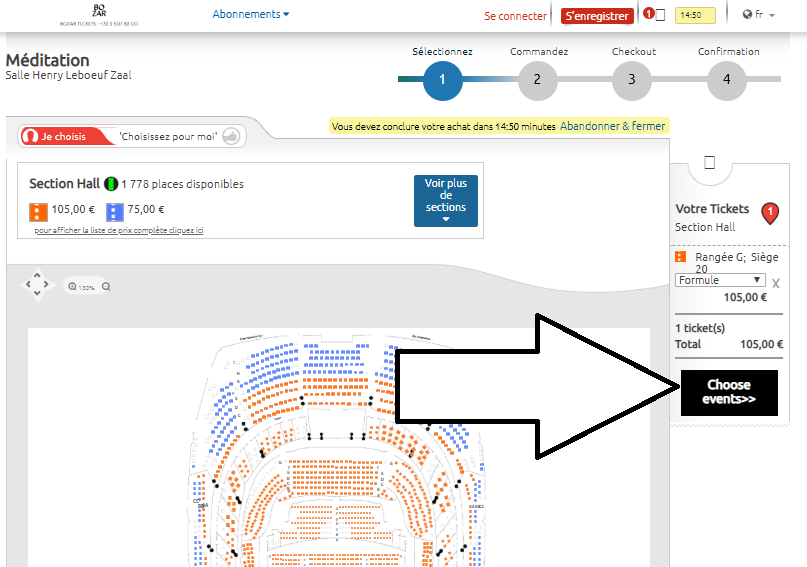 BO
ZAR
BOZAR TICKETS : +32 2 507 82 00
Abonnements
Se connecter
S'enregistrer
1
14:50
fr
Méditation
Salle Henry Leboeuf Zaal
Sélectionnez
Commandez
Checkout
Confirmation
1
2
3
4
Je choisis
'Choisissez pour moi'
Vous devez conclure votre achat dans 14:50 minutes Abandonner & fermer
Section Hall 1 778 places disponibles
105,00 €
75,00 €
pour afficher la liste de prix complète cliquez ici
Voir plus
de
sections
Votre Tickets
Section Hall
1
Rangée G; Siège
20
Formule
X
105,00 €
1 ticket(s)
Total 105,00 €
Choose
events>>
130%